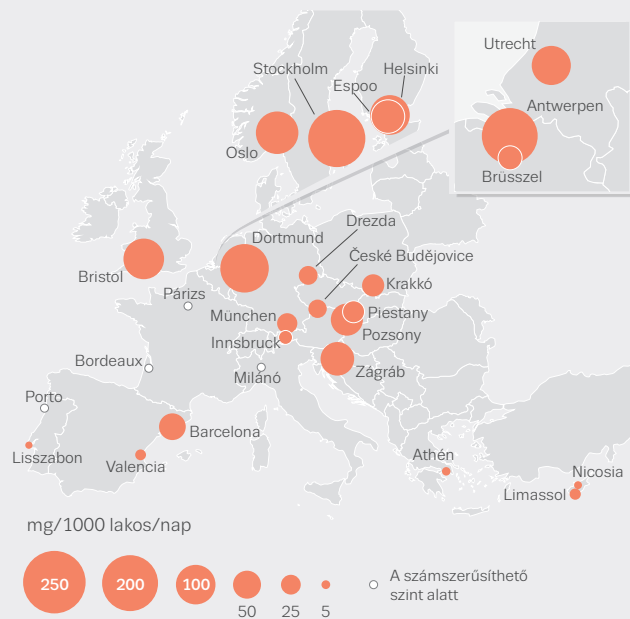 Utrecht
Antwerpen
Brüsszel
Stockholm
Espoo
Helsinki
Oslo
Dortmund
Drezda
České Budějovice
Bristol
Párizs
München
Krakkó
Piestany
Pozsony
Innsbruck
Bordeaux
Milánó
Zágráb
Porto
Barcelona
Lisszabon
Valencia
Athén
Nicosia
Limassol
mg/1000 lakos/nap
250
200
100
50
25
5
A számszerűsíthető
szint alatt